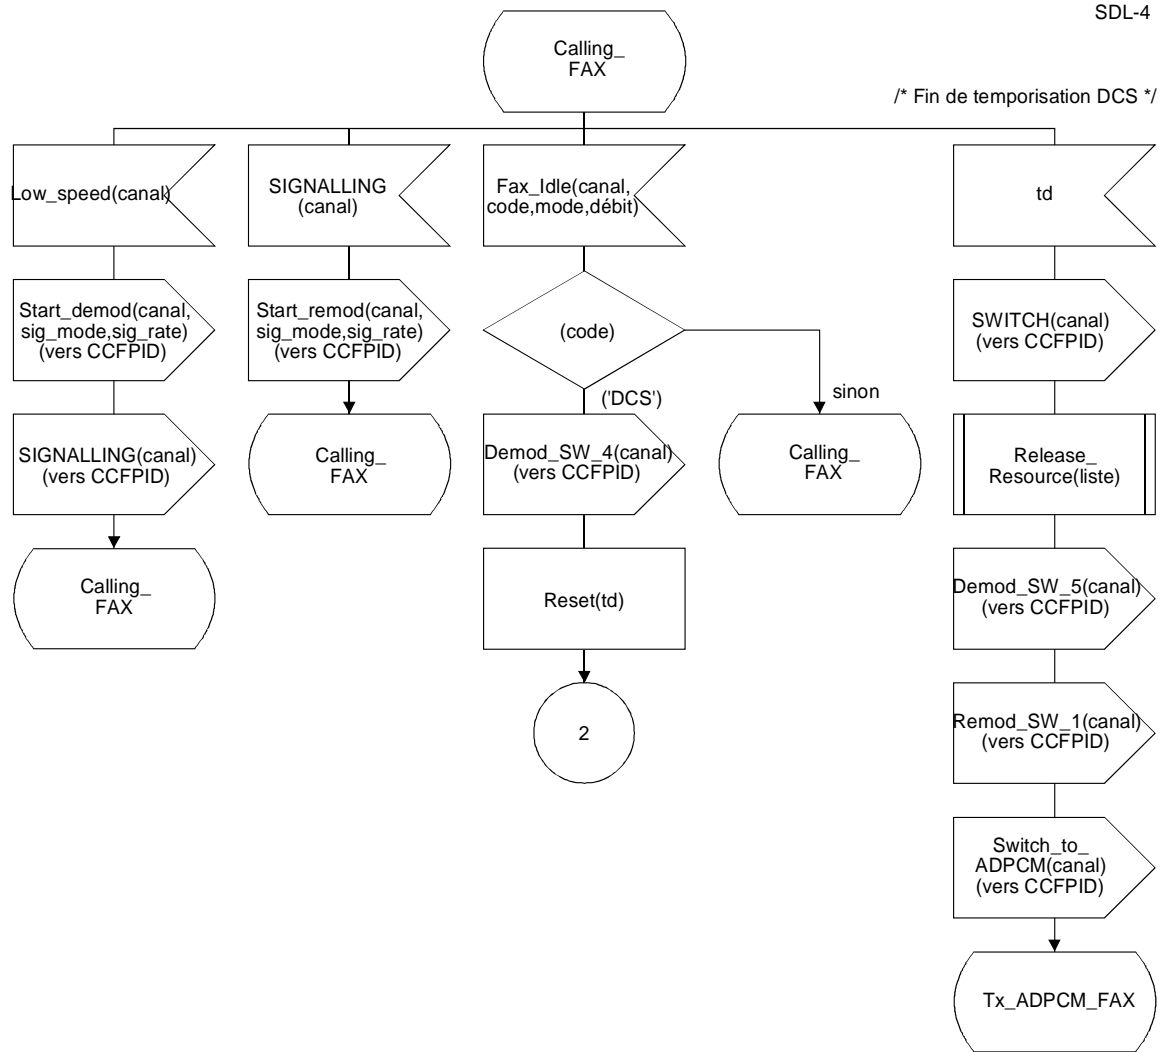 SDL-4
Calling_
FAX
/* Fin de temporisation DCS */
Low_speed(canal)
SIGNALLING
(canal)
Fax_Idle(canal,
code,mode,débit)
td
Start_demod(canal,
sig_mode,sig_rate)
(vers CCFPID)
Start_remod(canal,
sig_mode,sig_rate)
(vers CCFPID)
(code)
SWITCH(canal)
(vers CCFPID)
('DCS')
sinon
SIGNALLING(canal)
(vers CCFPID)
Calling_
FAX
Demod_SW_4(canal)
(vers CCFPID)
Calling_
FAX
Release_
Resource(liste)
Calling_
FAX
Reset(td)
Demod_SW_5(canal)
(vers CCFPID)
2
Remod_SW_1(canal)
(vers CCFPID)
Switch_to_
ADPCM(canal)
(vers CCFPID)
Tx_ADPCM_FAX